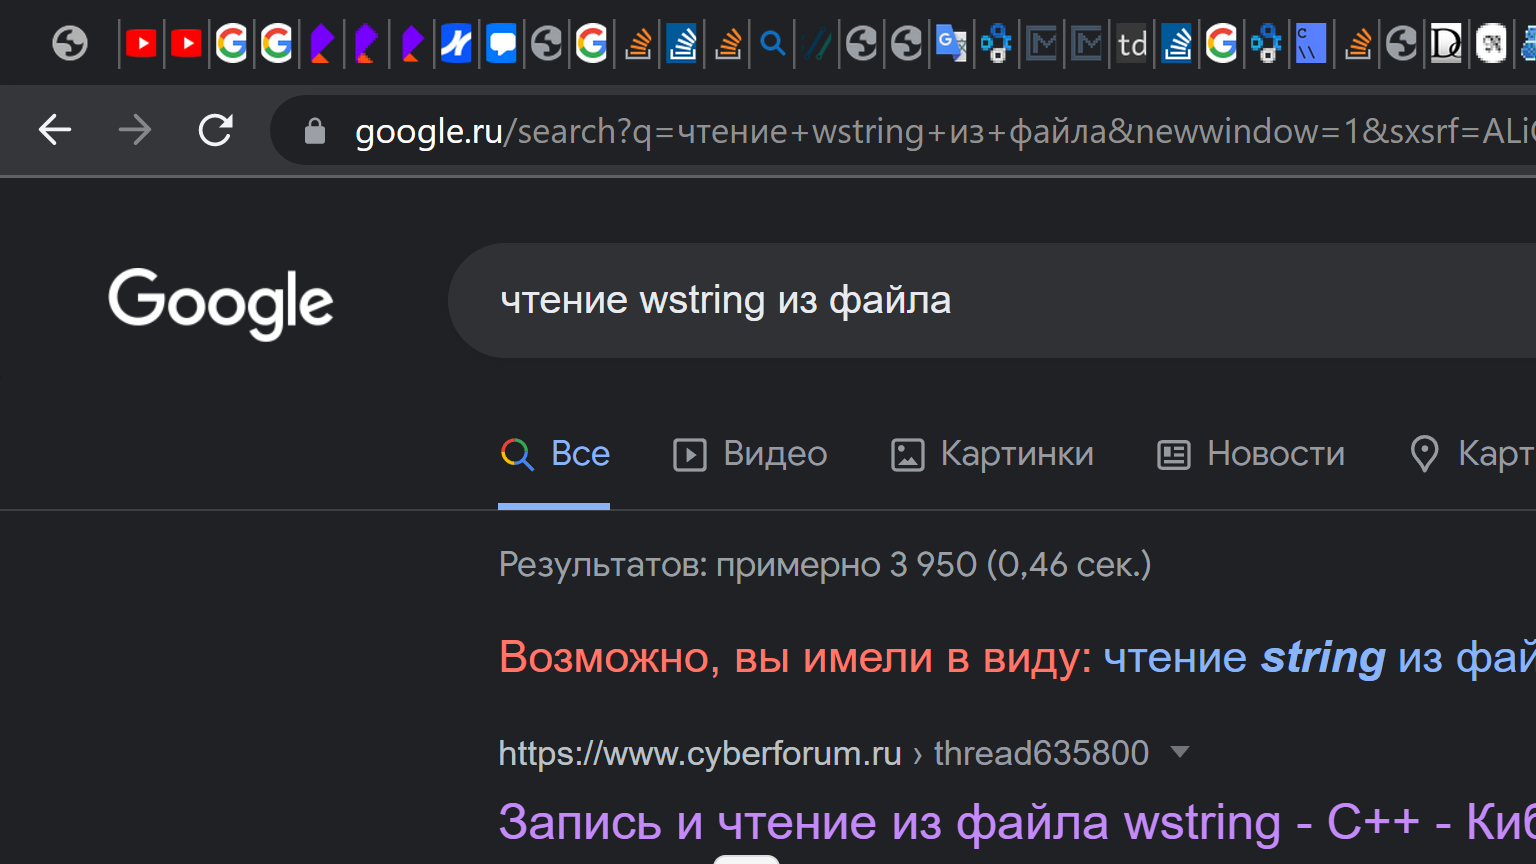 td
C
\\
D
google.ru/search?q=чтение+wstring+из+файла&newwindow=1&sxsrf=ALi
Google
чтение wstring из файла
Все Видео Картинки Новости Карт
Результатов: примерно 3 950 (0,46 сек.)
Возможно, вы имели в виду: чтение string из фай
https://www.cyberforum.ru › thread635800
Запись и чтение из файла wstring - C++ - Киб